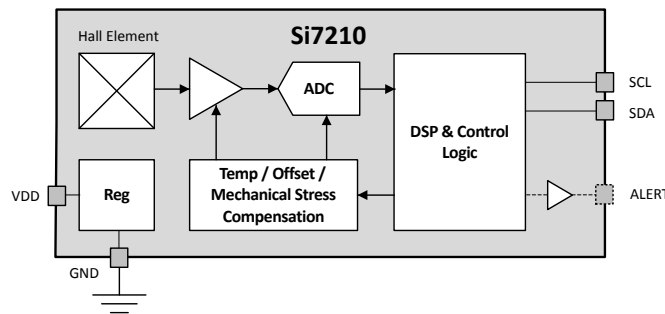 Si7210
Hall Element
ADC
DSP & Control
Logic
SCL
SDA
Temp / Offset /
Mechanical Stress
Compensation
Reg
VDD
ALERT
GND